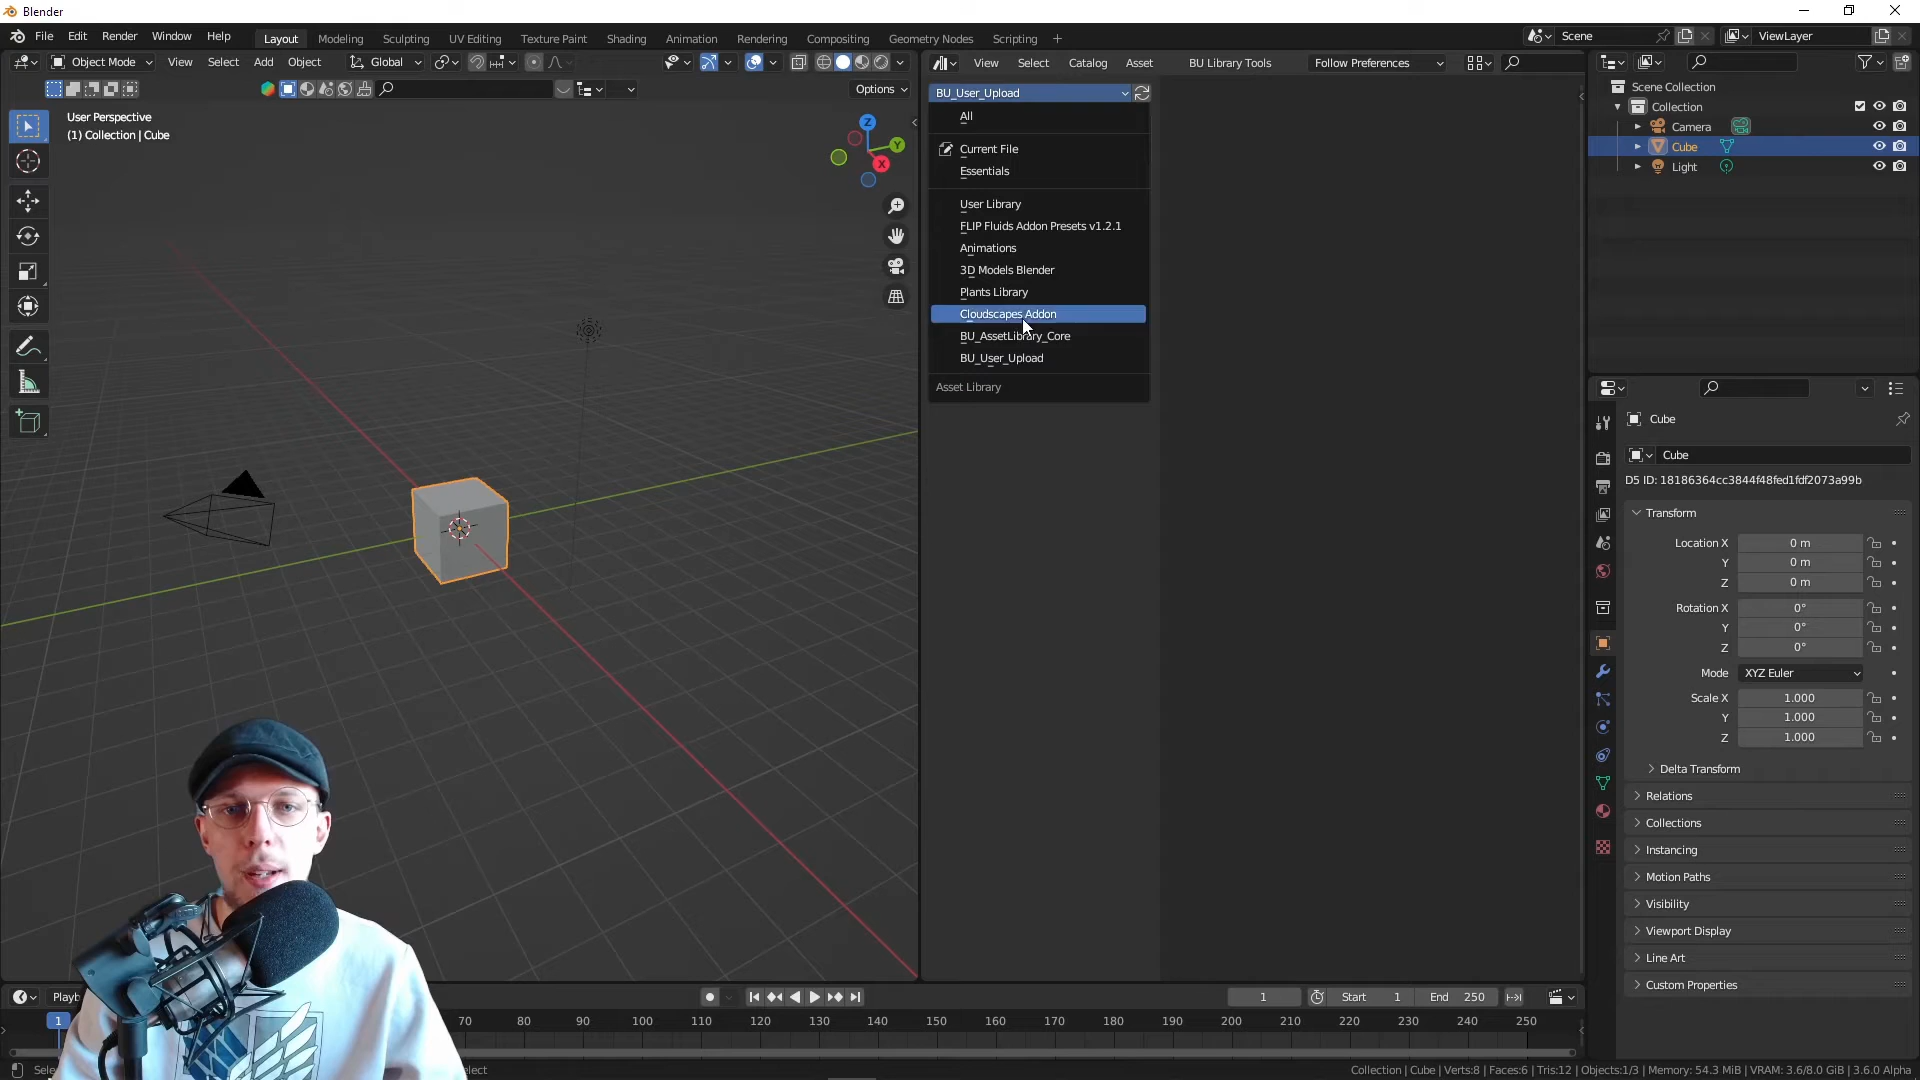 Blender
File Edit Render Window Help Layout Modeling Sculpting UV Editing Texture Paint Shading Animation Rendering Compositing Geometry Nodes Scripting + Scene ViewLayer
Object Mode View Select Add Object Global View Select Catalog Asset BU Library Tools Follow Preferences
Options
User Perspective
(1) Collection | Cube
Z
Y
X
BU_User_Upload
All
Current File
Essentials
User Library
FLIP Fluids Addon Presets v1.2.1
Animations
3D Models Blender
Plants Library
Cloudscapes Addon
BU_AssetLibrary_Core
BU_User_Upload
Asset Library
Scene Collection
Collection
Camera
Cube
Light
Cube
Cube
D5 ID: 18186364cc3844f48fed1fdf2073a99b
Transform
Location X 0 m
Y 0 m
Z 0 m
Rotation X 0°
Y 0°
Z 0°
Mode XYZ Euler
Scale X 1.000
Y 1.000
Z 1.000
Delta Transform
Relations
Collections
Instancing
Motion Paths
Visibility
Viewport Display
Line Art
Custom Properties
Playb 1 Start 1 End 250
1 70 80 90 100 110 120 130 140 150 160 170 180 190 200 210 220 230 240 250
Sele lect Collection | Cube | Verts:8 | Faces:6 | Tris:12 | Objects:1/3 | Memory: 54.3 MiB | VRAM: 3.6/8.0 GiB | 3.6.0 Alpha